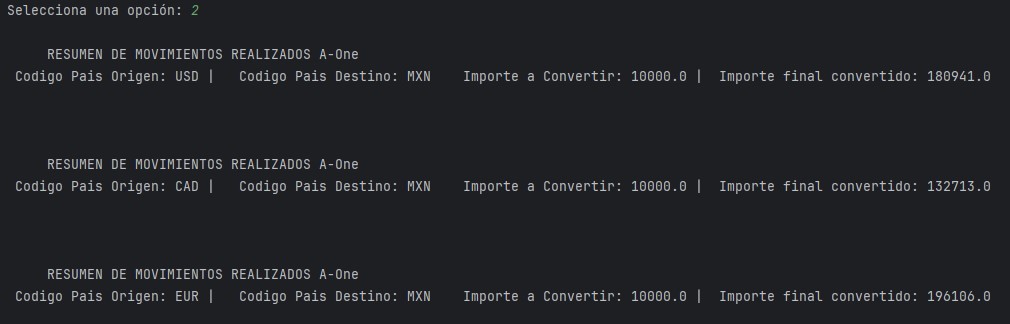 Selecciona una opción: 2
RESUMEN DE MOVIMIENTOS REALIZADOS A-One
Codigo Pais Origen: USD |   Codigo Pais Destino: MXN    Importe a Convertir: 10000.0 |  Importe final convertido: 180941.0
RESUMEN DE MOVIMIENTOS REALIZADOS A-One
Codigo Pais Origen: CAD |   Codigo Pais Destino: MXN    Importe a Convertir: 10000.0 |  Importe final convertido: 132713.0
RESUMEN DE MOVIMIENTOS REALIZADOS A-One
Codigo Pais Origen: EUR |   Codigo Pais Destino: MXN    Importe a Convertir: 10000.0 |  Importe final convertido: 196106.0